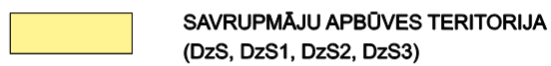 SAVRUPMĀJU APBŪVES TERITORIJA
(DzS, DzS1, DzS2, DzS3)